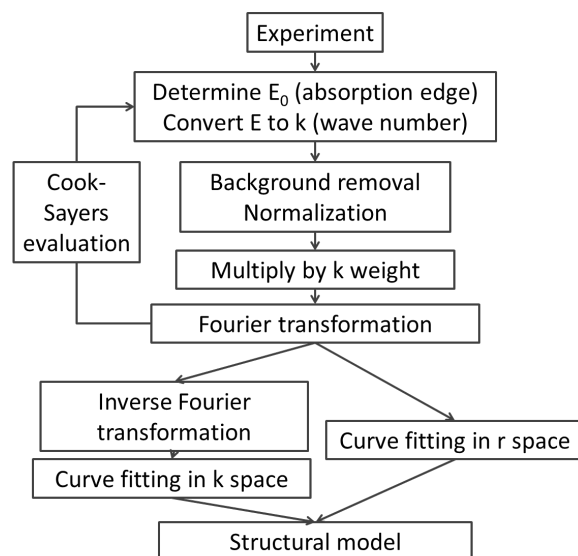 Experiment
Determine E₀ (absorption edge)
Convert E to k (wave number)
Cook-
Sayers
evaluation
Background removal
Normalization
Multiply by k weight
Fourier transformation
Inverse Fourier
transformation
Curve fitting in r space
Curve fitting in k space
Structural model